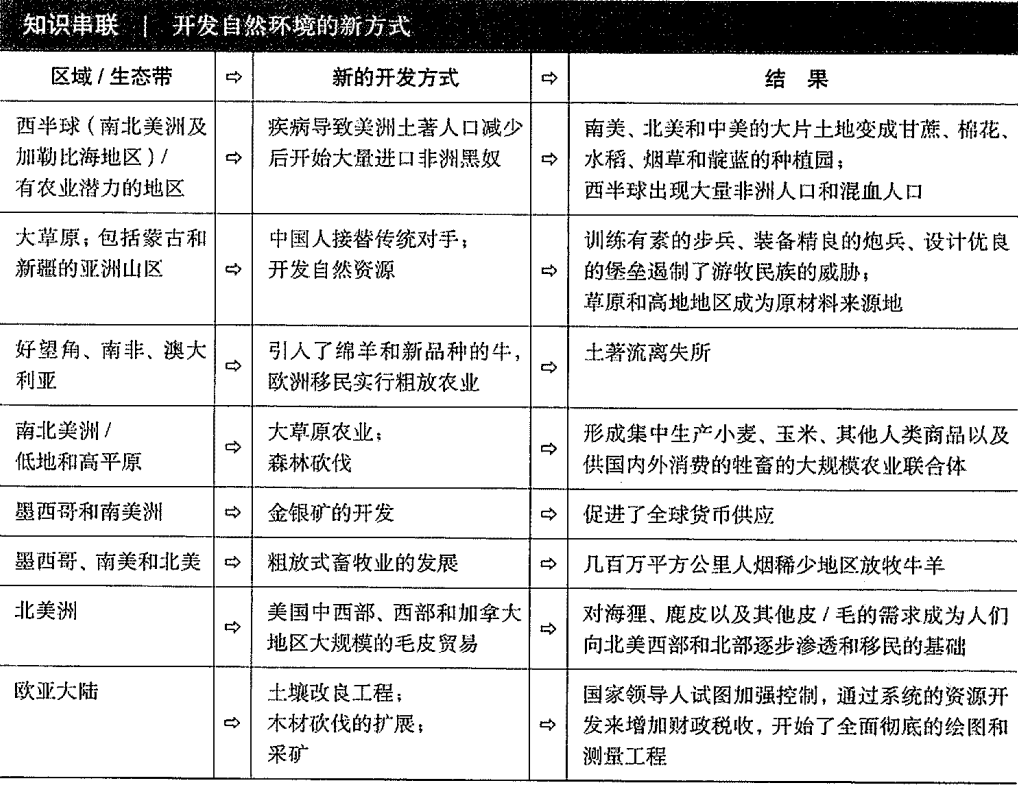 知识串联 | 开发自然环境的新方式
区域 / 生态带 ⇨ 新的开发方式 ⇨ 结 果
西半球（南北美洲及
加勒比海地区）/
有农业潜力的地区
⇨
疾病导致美洲土著人口减少
后开始大量进口非洲黑奴
⇨
南美、北美和中美的大片土地变成甘蔗、棉花、
水稻、烟草和靛蓝的种植园；
西半球出现大量非洲人口和混血人口
大草原；包括蒙古和
新疆的亚洲山区
⇨
中国人接替传统对手；
开发自然资源
⇨
训练有素的步兵、装备精良的炮兵、设计优良
的堡垒遏制了游牧民族的威胁；
草原和高地地区成为原材料来源地
好望角、南非、澳大
利亚
⇨
引入了绵羊和新品种的牛，
欧洲移民实行粗放农业
⇨
土著流离失所
南北美洲 /
低地和高平原
⇨
大草原农业；
森林砍伐
⇨
形成集中生产小麦、玉米、其他人类商品以及
供国内外消费的牲畜的大规模农业联合体
墨西哥和南美洲 ⇨ 金银矿的开发 ⇨ 促进了全球货币供应
墨西哥、南美和北美 ⇨ 粗放式畜牧业的发展 ⇨ 几百万平方公里人烟稀少地区放牧牛羊
北美洲
⇨
美国中西部、西部和加拿大
地区大规模的毛皮贸易
⇨
对海狸、鹿皮以及其他皮 / 毛的需求成为人们
向北美西部和北部逐步渗透和移民的基础
欧亚大陆
⇨
土壤改良工程；
木材砍伐的扩展；
采矿
⇨
国家领导人试图加强控制，通过系统的资源开
发来增加财政税收，开始了全面彻底的绘图和
测量工程